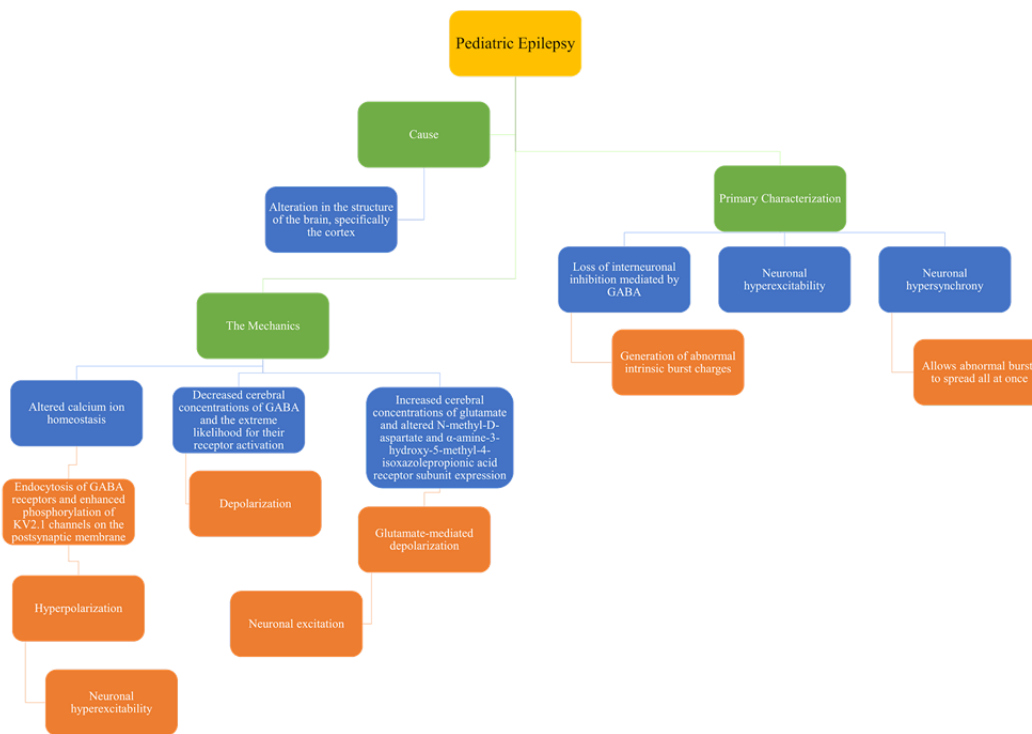 Pediatric Epilepsy
Cause
Alteration in the structure
of the brain, specifically
the cortex
Primary Characterization
Loss of interneuronal
inhibition mediated by
GABA
Neuronal
hyperexcitability
Neuronal
hypersynchrony
Generation of abnormal
intrinsic burst charges
Allows abnormal burst
to spread all at once
The Mechanics
Altered calcium ion
homeostasis
Decreased cerebral
concentrations of GABA
and the extreme
likelihood for their
receptor activation
Increased cerebral
concentrations of glutamate
and altered N-methyl-D-
aspartate and α-amine-3-
hydroxy-5-methyl-4-
isoxazolepropionic acid
receptor subunit expression
Endocytosis of GABA
receptors and enhanced
phosphorylation of
KV2.1 channels on the
postsynaptic membrane
Depolarization
Glutamate-mediated
depolarization
Hyperpolarization
Neuronal excitation
Neuronal
hyperexcitability